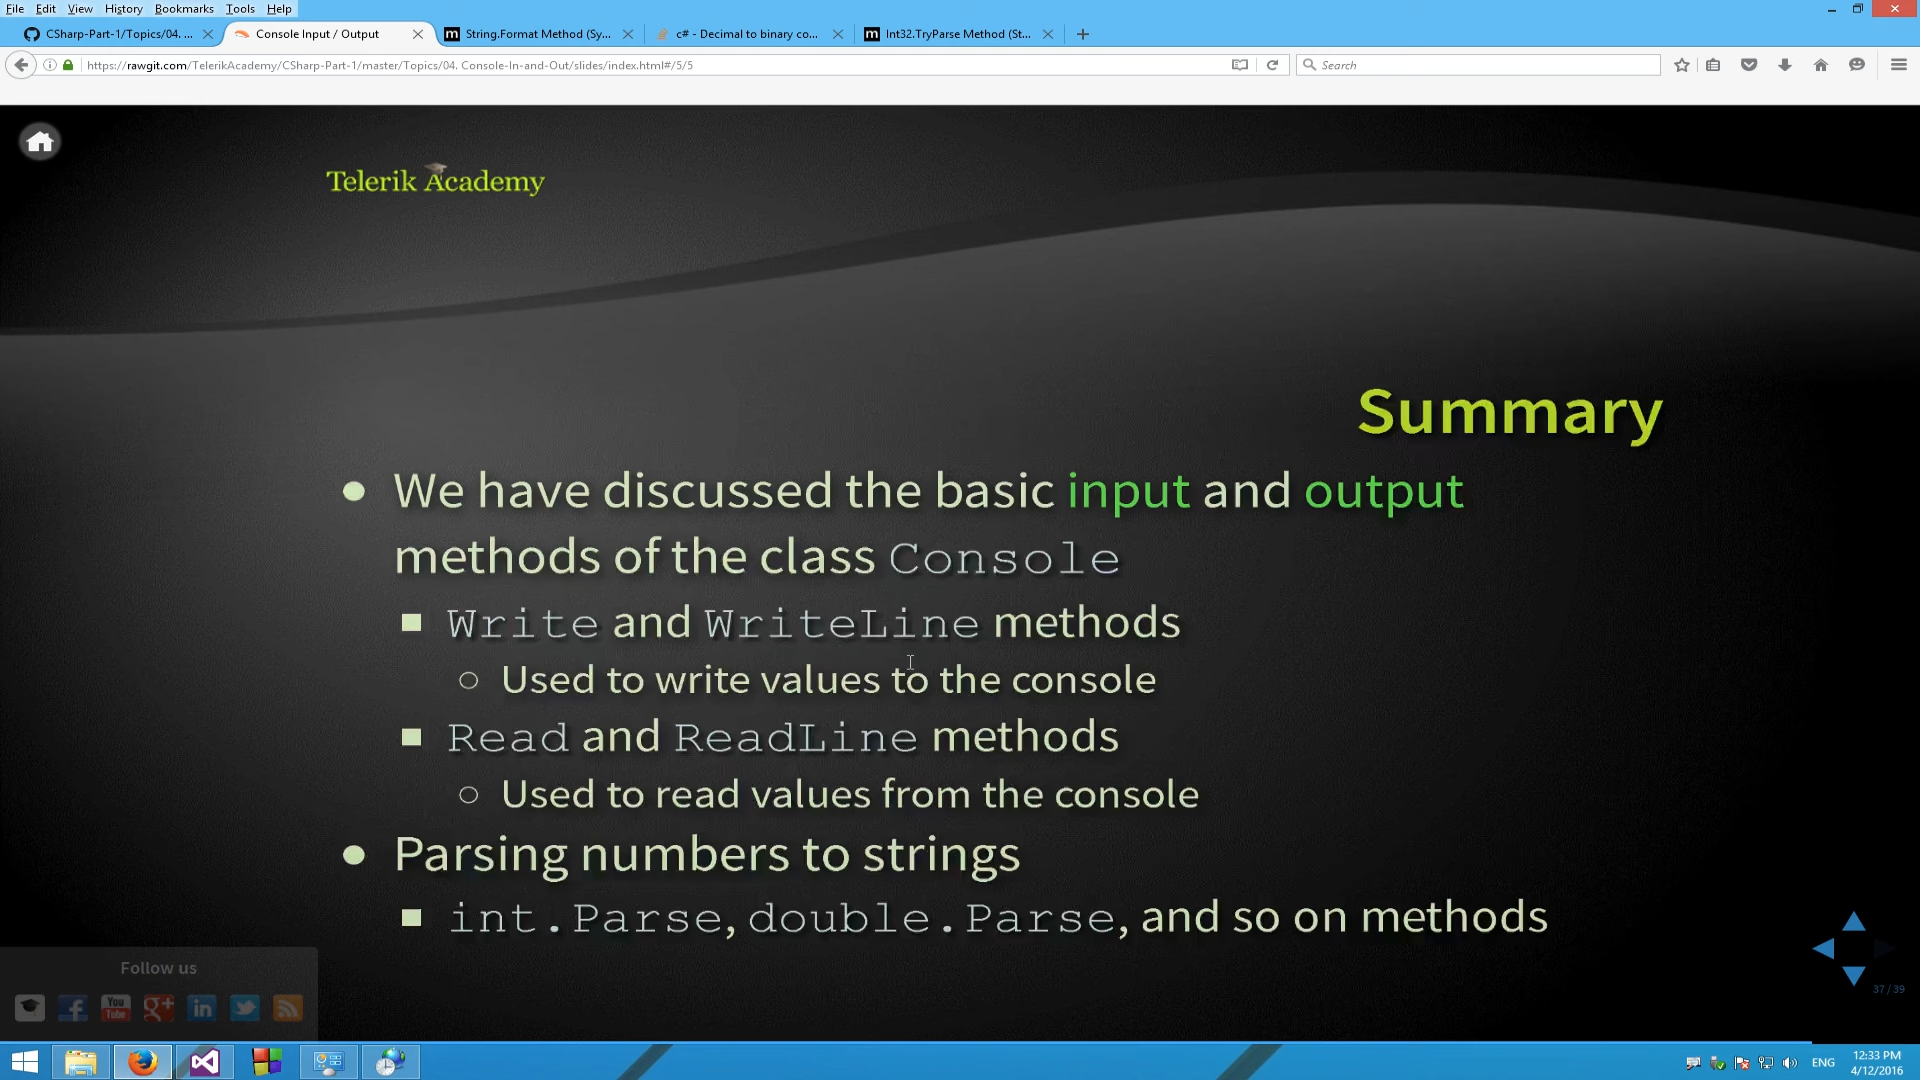 File Edit View History Bookmarks Tools Help
CSharp-Part-1/Topics/04. ...
Console Input / Output
String.Format Method (Sy...
c# - Decimal to binary co...
Int32.TryParse Method (St...
https://rawgit.com/TelerikAcademy/CSharp-Part-1/master/Topics/04. Console-In-and-Out/slides/index.html#/5/5
Search
Telerik Academy
Summary
We have discussed the basic input and output
methods of the class Console
Write and WriteLine methods
Used to write values to the console
Read and ReadLine methods
Used to read values from the console
Parsing numbers to strings
int.Parse, double.Parse, and so on methods
Follow us
You
Tube
g+
in
37 / 39
ENG
12:33 PM
4/12/2016